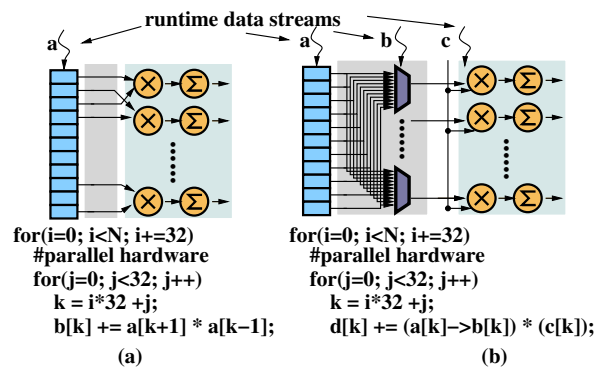 runtime data streams
a
a
b
c
× Σ
× Σ
× Σ
× Σ
× Σ
× Σ
for(i=0; i<N; i+=32)
#parallel hardware
for(j=0; j<32; j++)
k = i*32 +j;
b[k] += a[k+1] * a[k−1];
(a)
for(i=0; i<N; i+=32)
#parallel hardware
for(j=0; j<32; j++)
k = i*32 +j;
d[k] += (a[k]−>b[k]) * (c[k]);
(b)